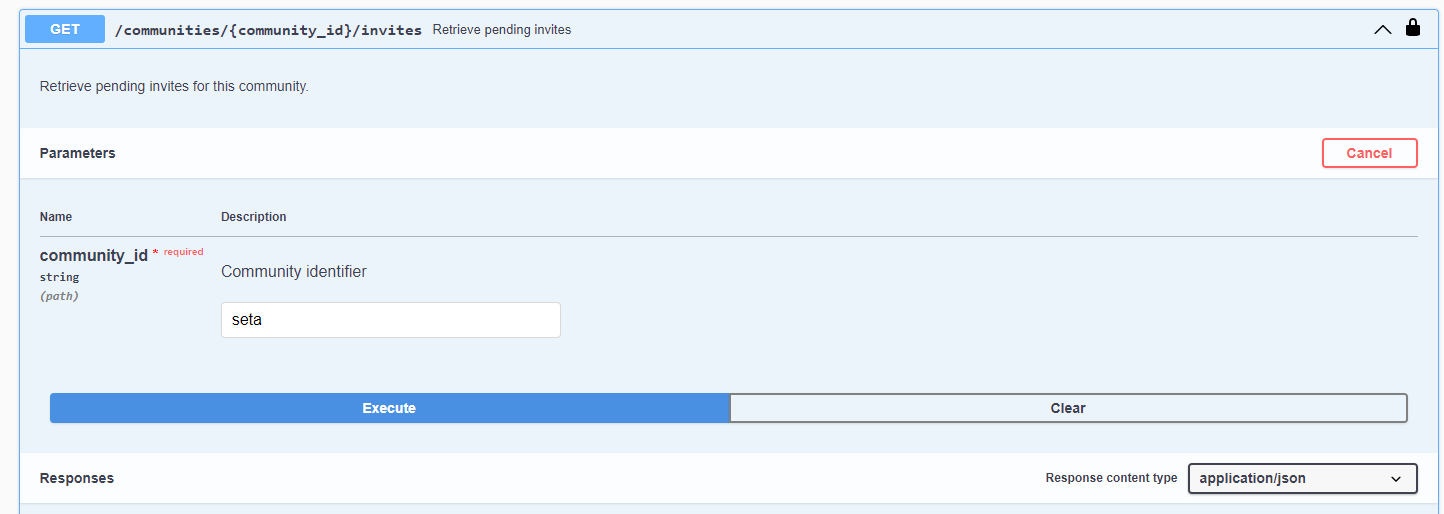 GET /communities/{community_id}/invites Retrieve pending invites
Retrieve pending invites for this community.
Parameters Cancel
Name Description
community_id * required
string
(path)
Community identifier
seta
Execute Clear
Responses Response content type application/json